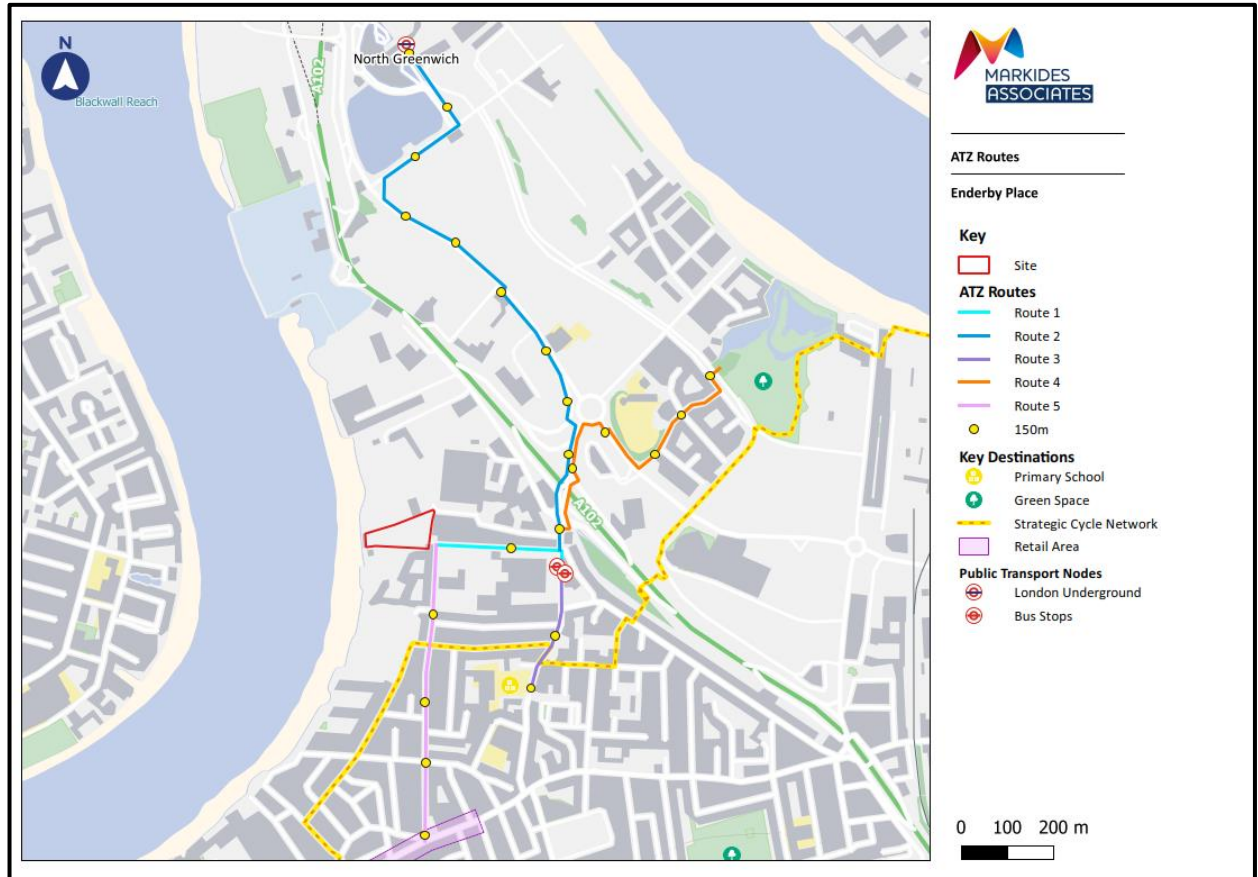 N
Blackwall Reach
A102
North Greenwich
A102
MARKIDES
ASSOCIATES
ATZ Routes
Enderby Place
Key
Site
ATZ Routes
Route 1
Route 2
Route 3
Route 4
Route 5
150m
Key Destinations
Primary School
Green Space
Strategic Cycle Network
Retail Area
Public Transport Nodes
London Underground
Bus Stops
0 100 200 m